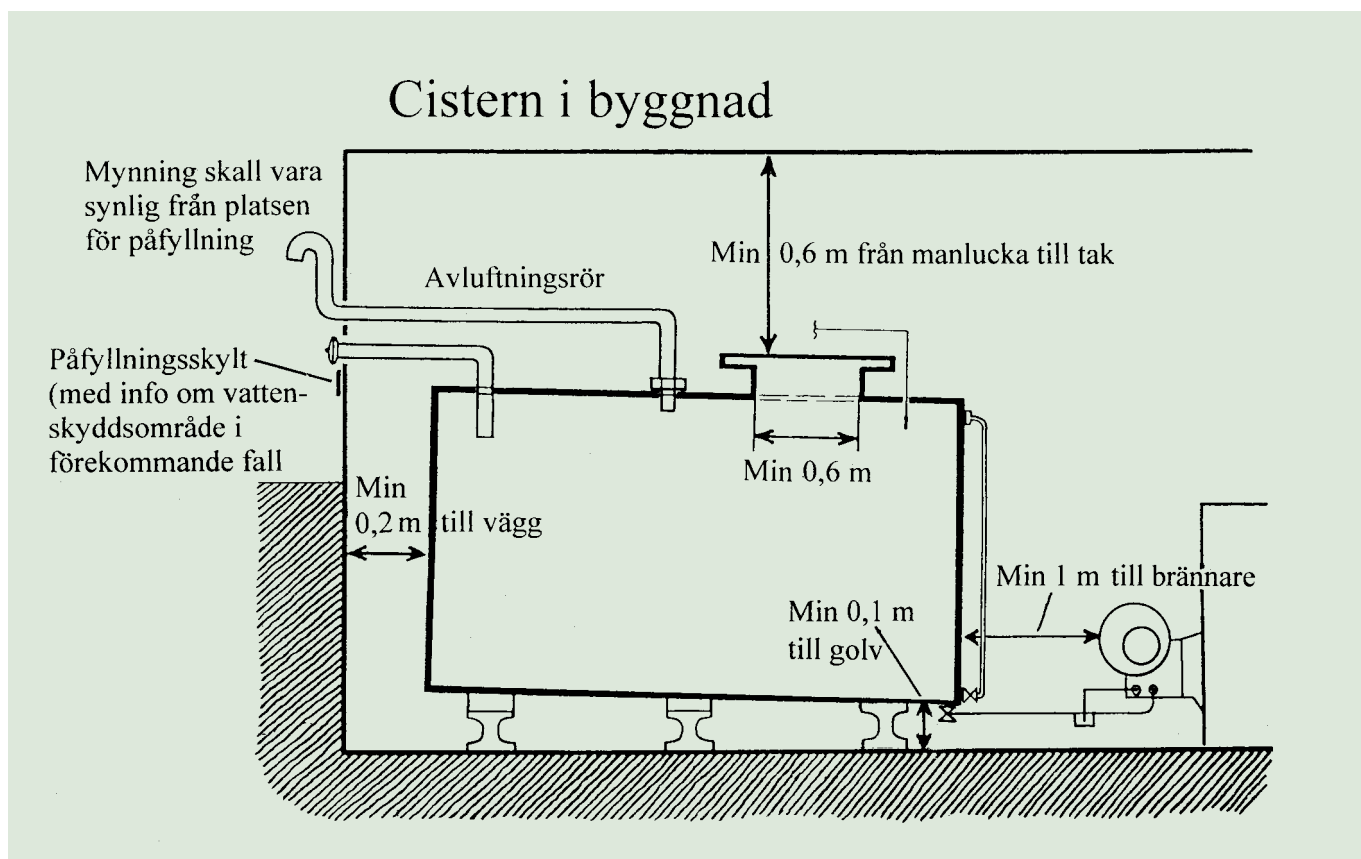 Cistern i byggnad
Mynning skall vara
synlig från platsen
för påfyllning
Avluftningsrör
Min 0,6 m från manlucka till tak
Påfyllningsskylt
(med info om vatten-
skyddsområde i
förekommande fall
Min 0,6 m
Min
0,2 m till vägg
Min 1 m till brännare
Min 0,1 m
till golv